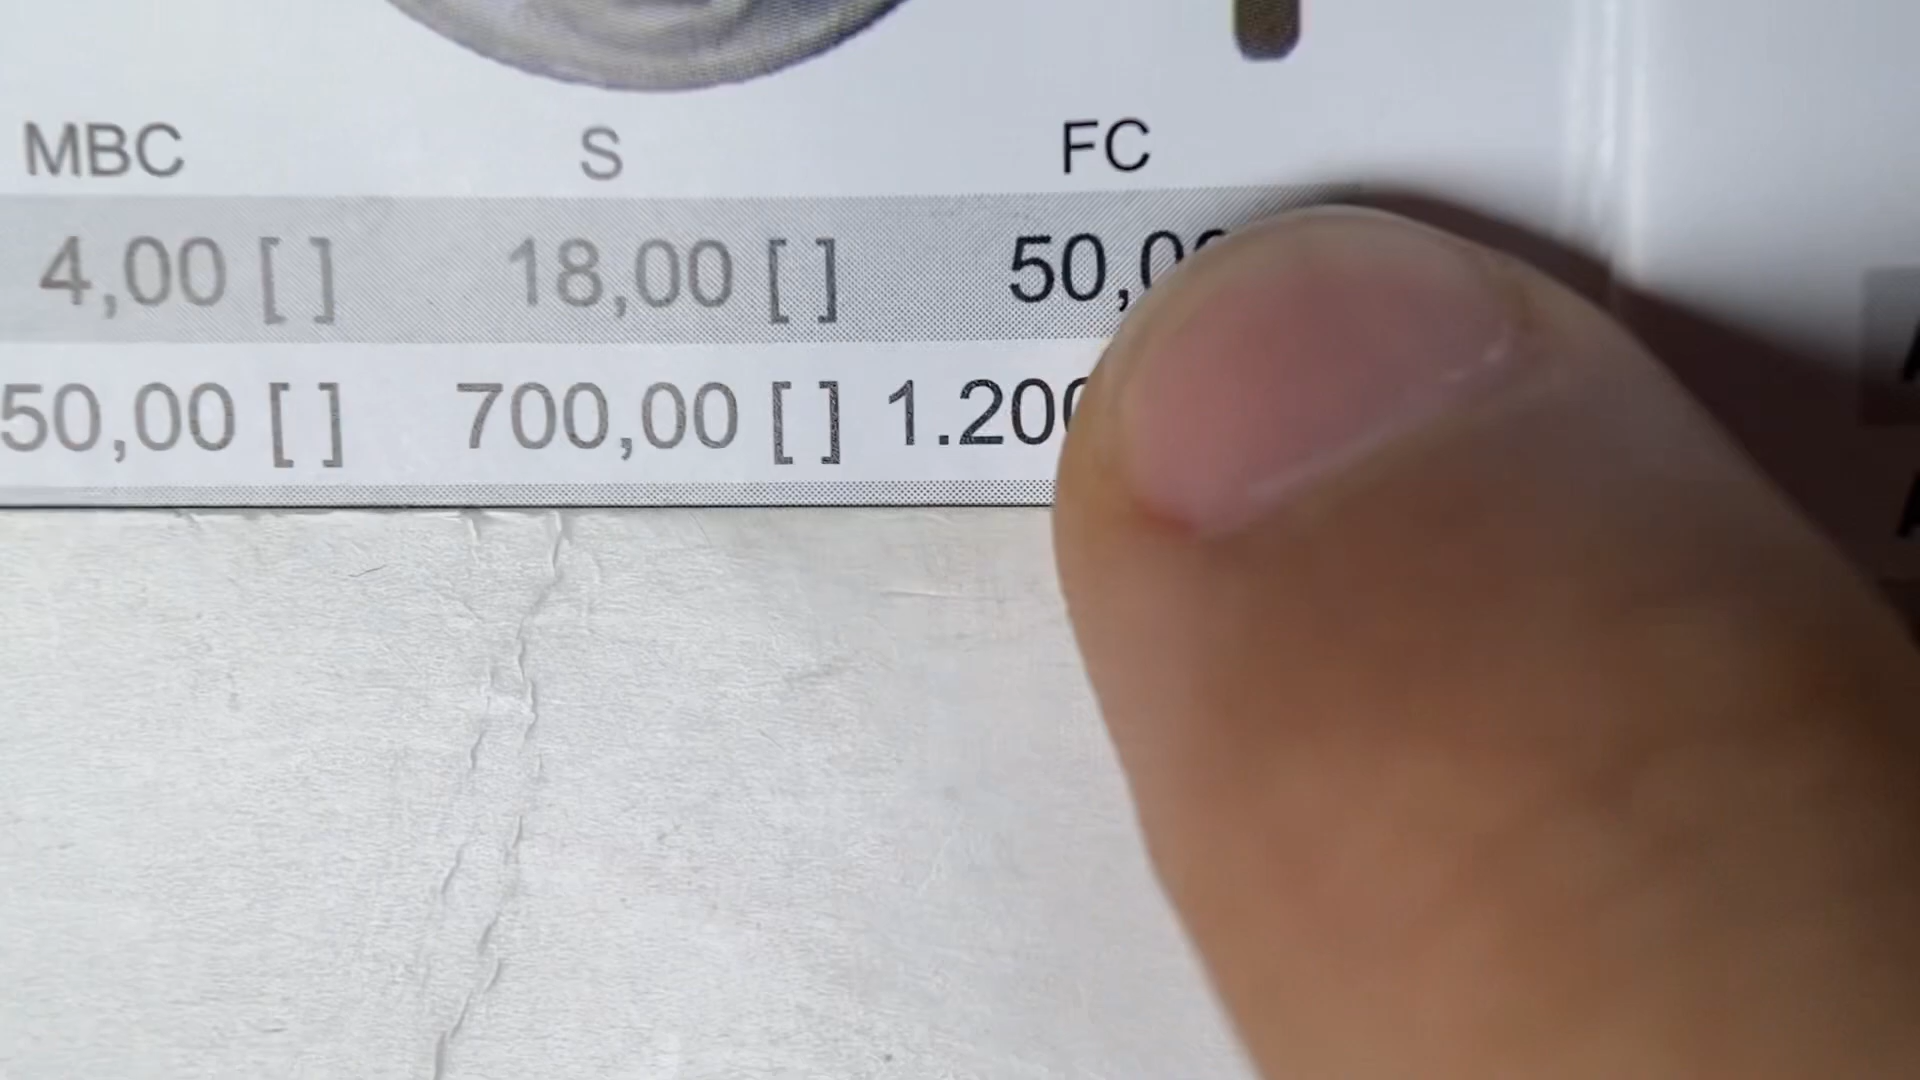 MBC S FC
4,00 [ ] 18,00 [ ] 50,0
50,00 [ ] 700,00 [ ] 1.200